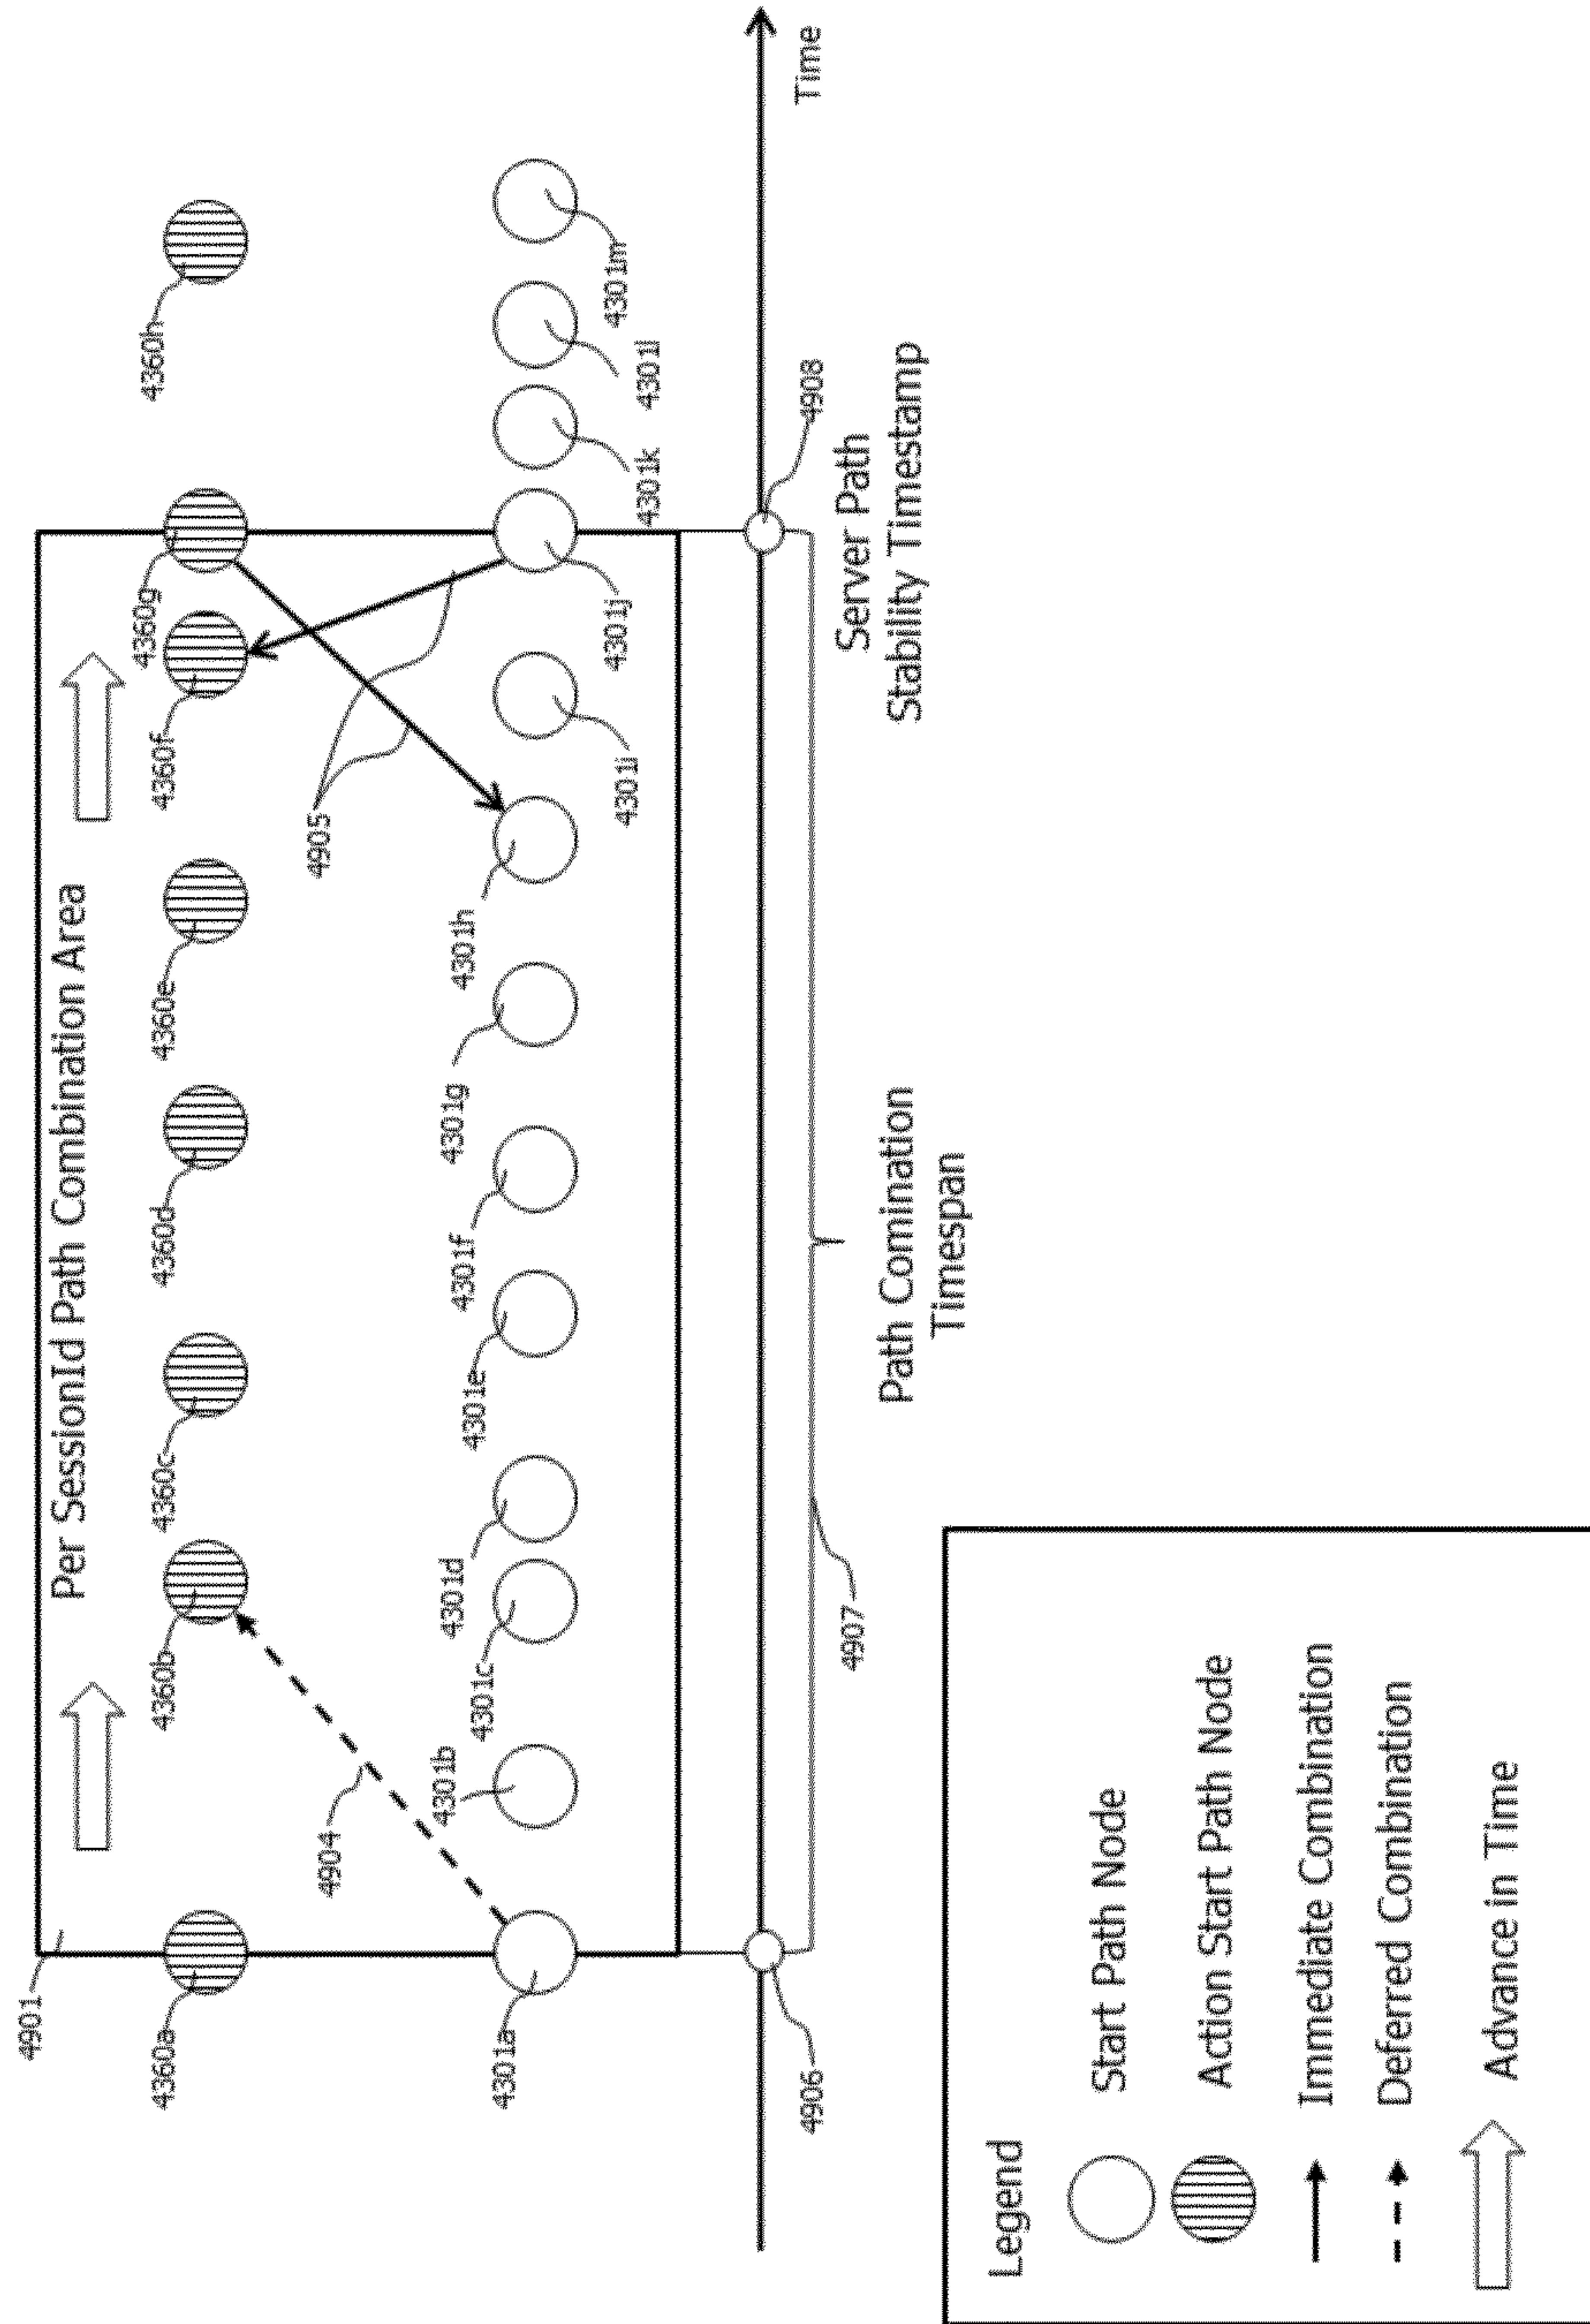 4901
Per SessionId Path Combination Area
4360a
4360b
4360c
4360d
4360e
4360f
4360g
4360h
4904
4905
4301a
4301b
4301c
4301d
4301e
4301f
4301g
4301h
4301i
4301j
4301k
4301l
4301m
4906
4907
4908
Time
Path Comination
Timespan
Server Path
Stability Timestamp
Legend
Start Path Node
Action Start Path Node
Immediate Combination
Deferred Combination
Advance in Time